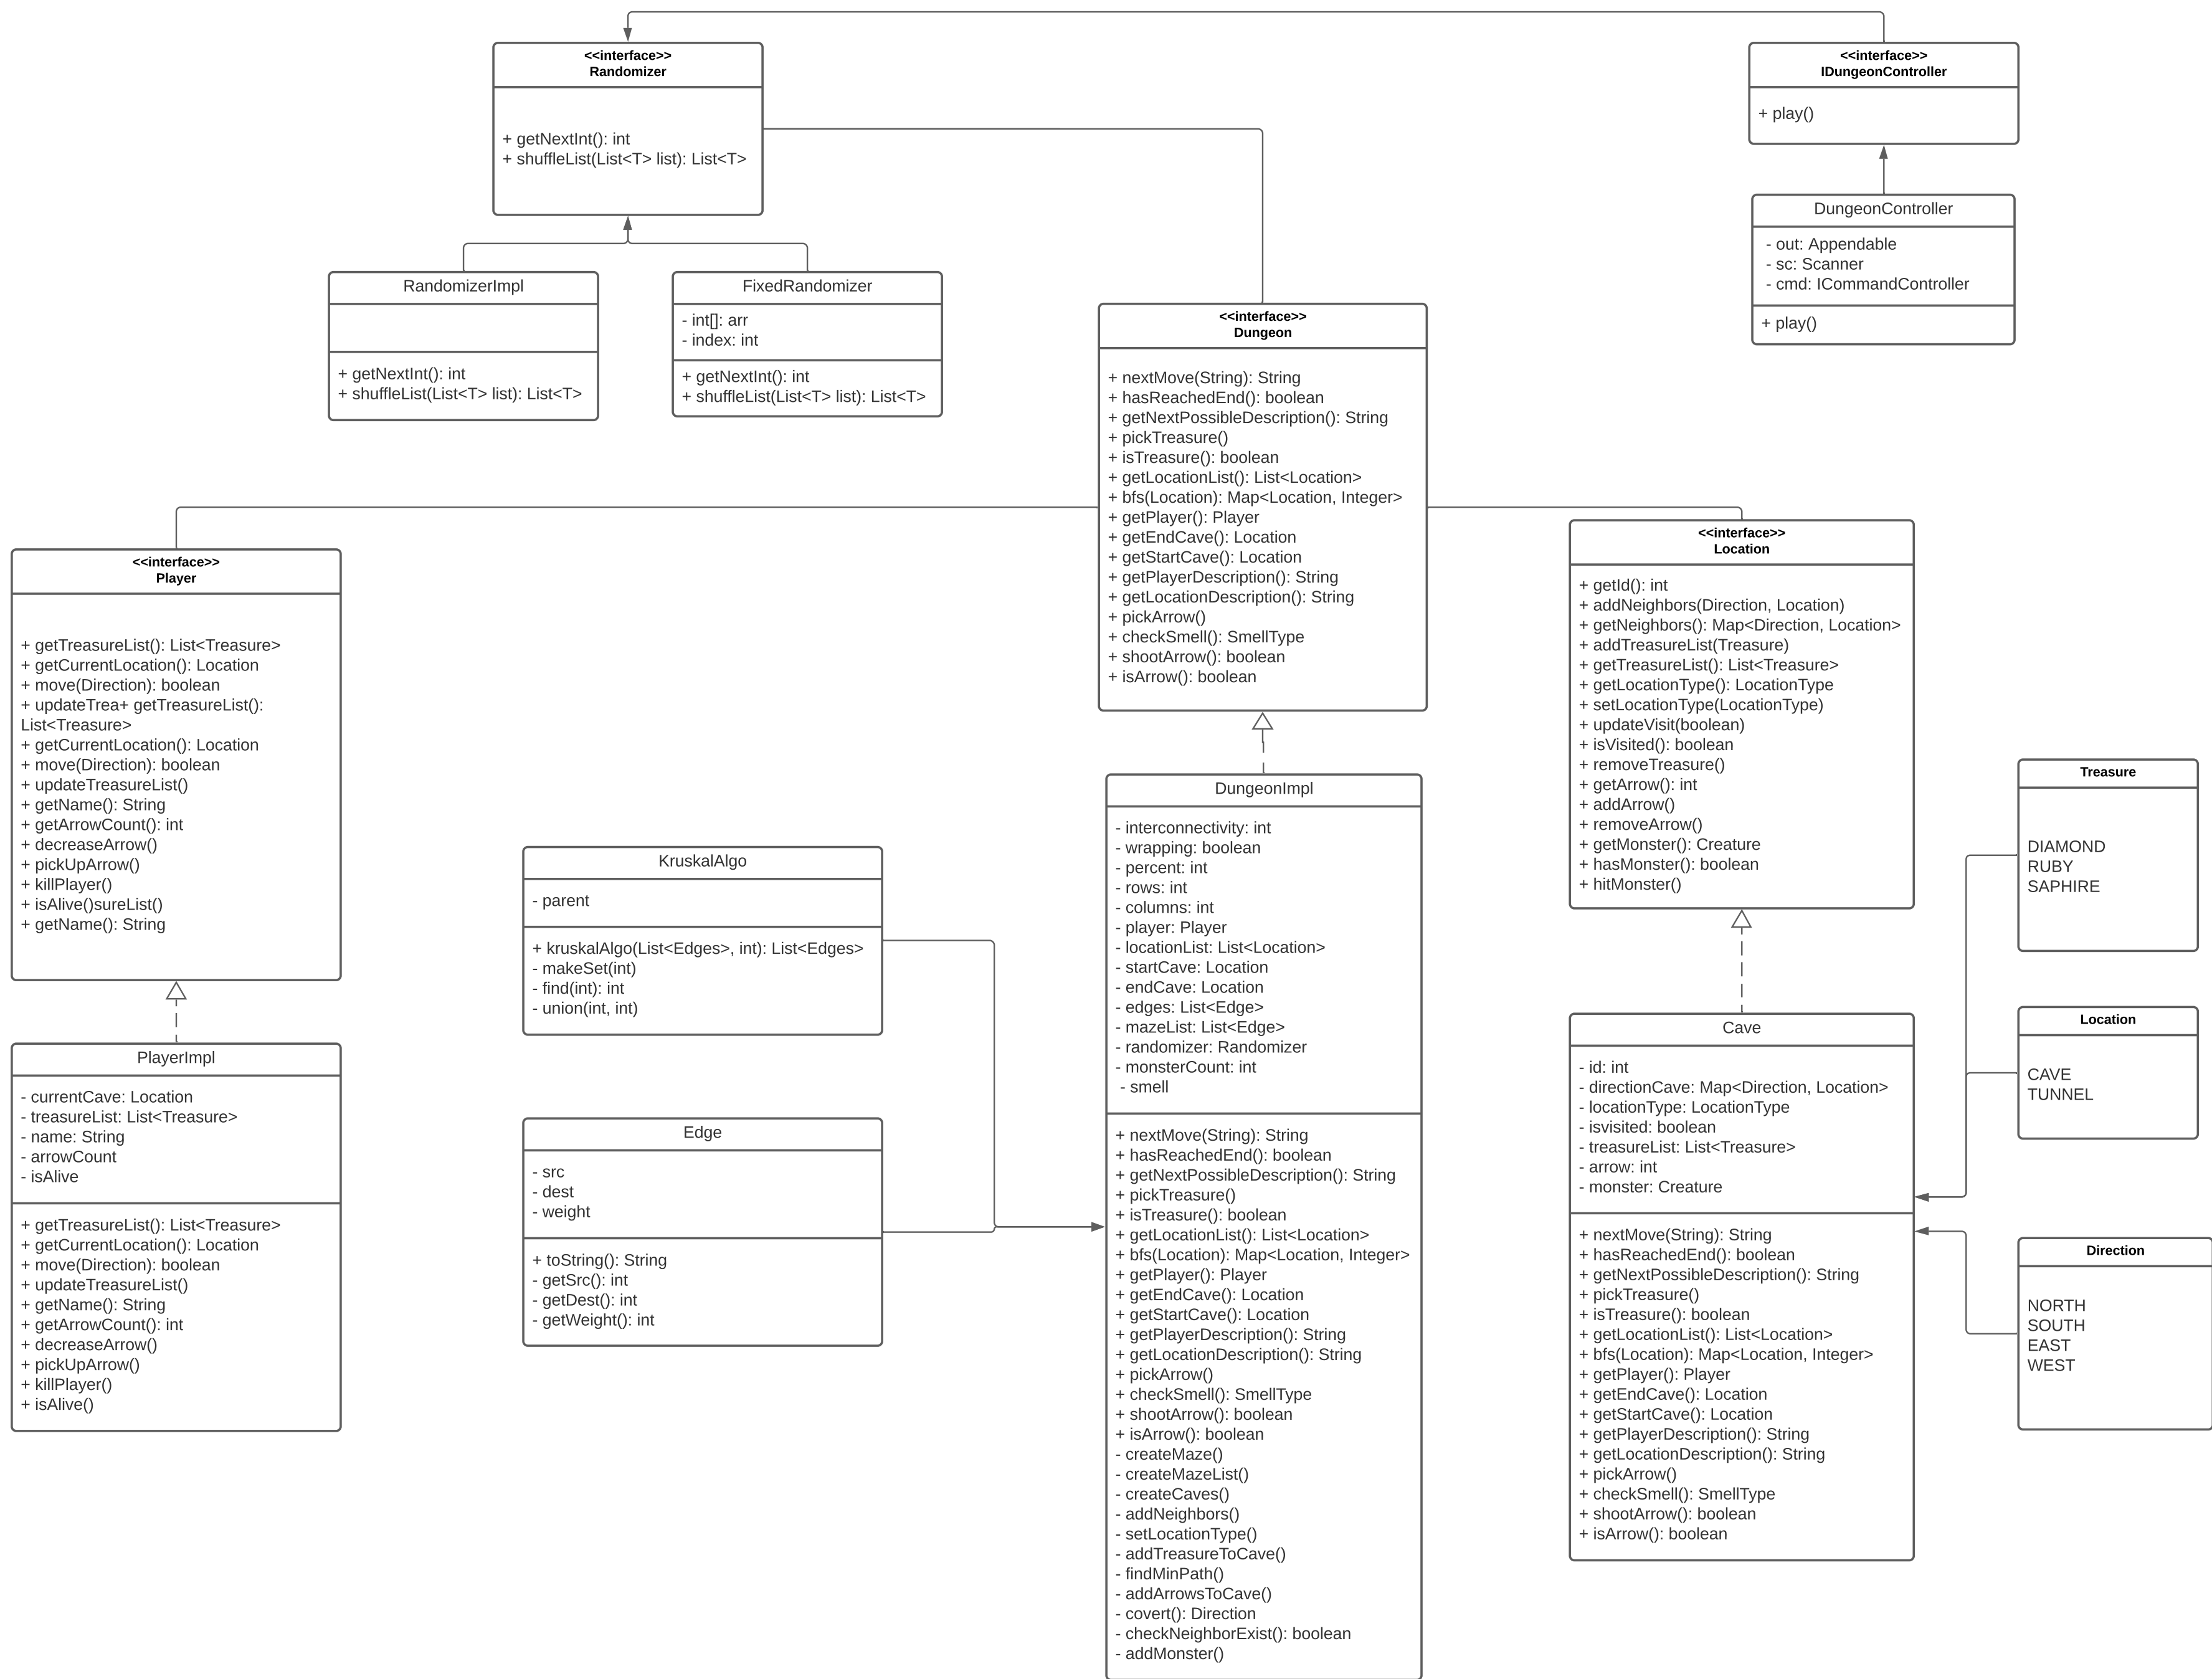 <<interface>>
Randomizer
+ getNextInt(): int
+ shuffleList(List<T> list): List<T>
<<interface>>
IDungeonController
+ play()
DungeonController
- out: Appendable
- sc: Scanner
- cmd: ICommandController
+ play()
RandomizerImpl
+ getNextInt(): int
+ shuffleList(List<T> list): List<T>
FixedRandomizer
- int[]: arr
- index: int
+ getNextInt(): int
+ shuffleList(List<T> list): List<T>
<<interface>>
Dungeon
+ nextMove(String): String
+ hasReachedEnd(): boolean
+ getNextPossibleDescription(): String
+ pickTreasure()
+ isTreasure(): boolean
+ getLocationList(): List<Location>
+ bfs(Location): Map<Location, Integer>
+ getPlayer(): Player
+ getEndCave(): Location
+ getStartCave(): Location
+ getPlayerDescription(): String
+ getLocationDescription(): String
+ pickArrow()
+ checkSmell(): SmellType
+ shootArrow(): boolean
+ isArrow(): boolean
<<interface>>
Player
+ getTreasureList(): List<Treasure>
+ getCurrentLocation(): Location
+ move(Direction): boolean
+ updateTrea+ getTreasureList():
List<Treasure>
+ getCurrentLocation(): Location
+ move(Direction): boolean
+ updateTreasureList()
+ getName(): String
+ getArrowCount(): int
+ decreaseArrow()
+ pickUpArrow()
+ killPlayer()
+ isAlive()sureList()
+ getName(): String
<<interface>>
Location
+ getId(): int
+ addNeighbors(Direction, Location)
+ getNeighbors(): Map<Direction, Location>
+ addTreasureList(Treasure)
+ getTreasureList(): List<Treasure>
+ getLocationType(): LocationType
+ setLocationType(LocationType)
+ updateVisit(boolean)
+ isVisited(): boolean
+ removeTreasure()
+ getArrow(): int
+ addArrow()
+ removeArrow()
+ getMonster(): Creature
+ hasMonster(): boolean
+ hitMonster()
Treasure
DIAMOND
RUBY
SAPHIRE
Location
CAVE
TUNNEL
Direction
NORTH
SOUTH
EAST
WEST
KruskalAlgo
- parent
+ kruskalAlgo(List<Edges>, int): List<Edges>
- makeSet(int)
- find(int): int
- union(int, int)
Edge
- src
- dest
- weight
+ toString(): String
- getSrc(): int
- getDest(): int
- getWeight(): int
PlayerImpl
- currentCave: Location
- treasureList: List<Treasure>
- name: String
- arrowCount
- isAlive
+ getTreasureList(): List<Treasure>
+ getCurrentLocation(): Location
+ move(Direction): boolean
+ updateTreasureList()
+ getName(): String
+ getArrowCount(): int
+ decreaseArrow()
+ pickUpArrow()
+ killPlayer()
+ isAlive()
DungeonImpl
- interconnectivity: int
- wrapping: boolean
- percent: int
- rows: int
- columns: int
- player: Player
- locationList: List<Location>
- startCave: Location
- endCave: Location
- edges: List<Edge>
- mazeList: List<Edge>
- randomizer: Randomizer
- monsterCount: int
- smell
+ nextMove(String): String
+ hasReachedEnd(): boolean
+ getNextPossibleDescription(): String
+ pickTreasure()
+ isTreasure(): boolean
+ getLocationList(): List<Location>
+ bfs(Location): Map<Location, Integer>
+ getPlayer(): Player
+ getEndCave(): Location
+ getStartCave(): Location
+ getPlayerDescription(): String
+ getLocationDescription(): String
+ pickArrow()
+ checkSmell(): SmellType
+ shootArrow(): boolean
+ isArrow(): boolean
- createMaze()
- createMazeList()
- createCaves()
- addNeighbors()
- setLocationType()
- addTreasureToCave()
- findMinPath()
- addArrowsToCave()
- covert(): Direction
- checkNeighborExist(): boolean
- addMonster()
Cave
- id: int
- directionCave: Map<Direction, Location>
- locationType: LocationType
- isvisited: boolean
- treasureList: List<Treasure>
- arrow: int
- monster: Creature
+ nextMove(String): String
+ hasReachedEnd(): boolean
+ getNextPossibleDescription(): String
+ pickTreasure()
+ isTreasure(): boolean
+ getLocationList(): List<Location>
+ bfs(Location): Map<Location, Integer>
+ getPlayer(): Player
+ getEndCave(): Location
+ getStartCave(): Location
+ getPlayerDescription(): String
+ getLocationDescription(): String
+ pickArrow()
+ checkSmell(): SmellType
+ shootArrow(): boolean
+ isArrow(): boolean